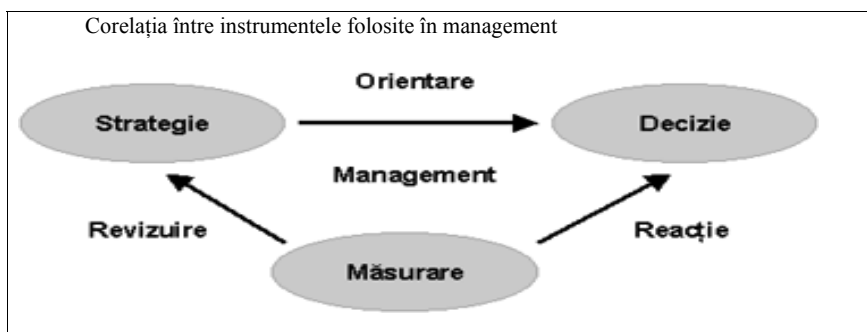 Corelația între instrumentele folosite în management
Orientare
Strategie
Decizie
Management
Revizuire
Reacție
Măsurare